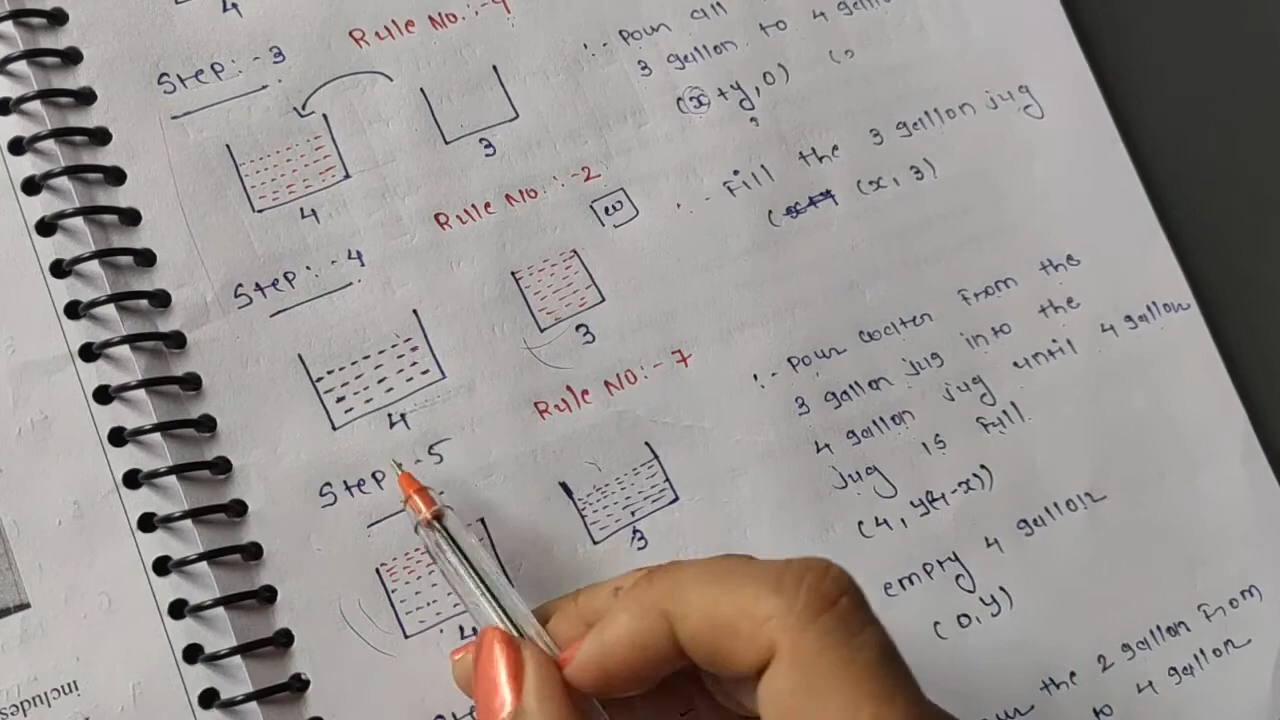 4
Rule No.:-4
Step:-3
:- Pour all
3 gallon to 4 gall
(x+y,0)
3
4
Rule No.:-2
:- Fill the 3 gallon jug
(x, 3)
Step:-4
3
4
Rule No:-7
:- Pour water from the
3 gallon jug into the
4 gallon jug until 4 gallon
jug is fill.
Step:-5
3
4
empty 4 gallon
(0,y)
the 2 gallon from
to 4 gallon
includes